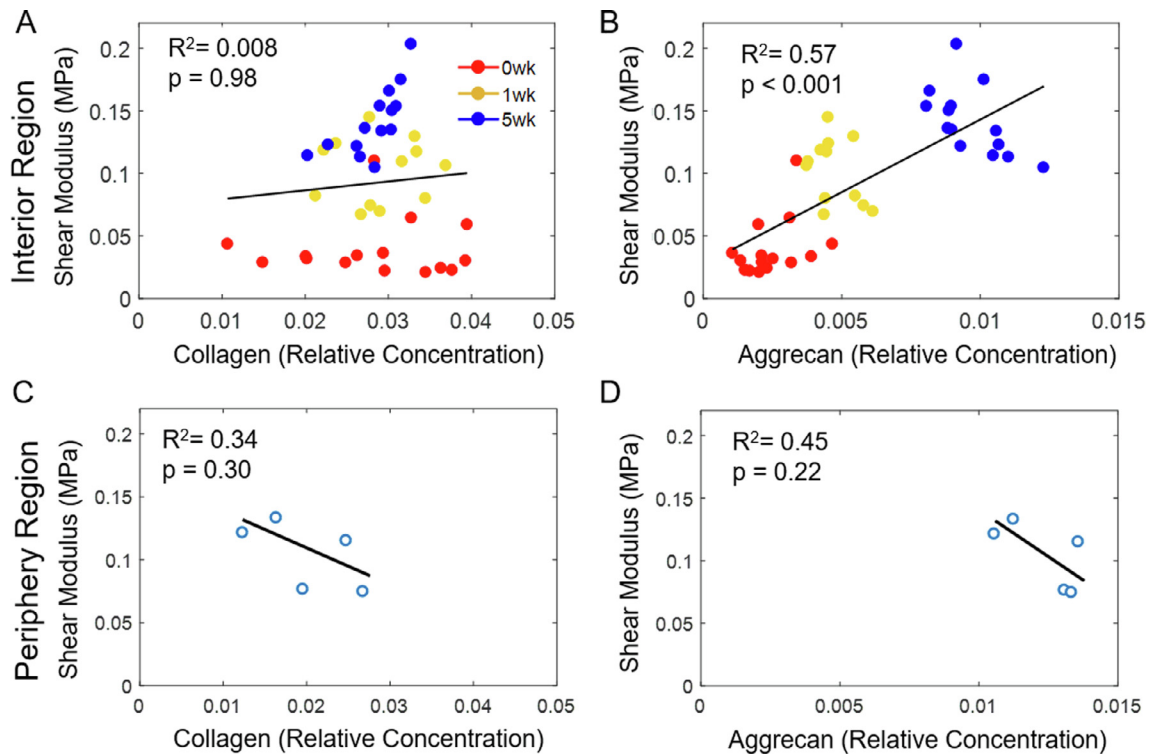 A
R²= 0.008
p = 0.98
0wk
1wk
5wk
0.2
0.15
0.1
0.05
0
0
0.01
0.02
0.03
0.04
0.05
Interior Region
Shear Modulus (MPa)
Collagen (Relative Concentration)
B
R²= 0.57
p < 0.001
0.2
0.15
0.1
0.05
0
0
0.005
0.01
0.015
Shear Modulus (MPa)
Aggrecan (Relative Concentration)
C
R²= 0.34
p = 0.30
0.2
0.15
0.1
0.05
0
0
0.01
0.02
0.03
0.04
0.05
Periphery Region
Shear Modulus (MPa)
Collagen (Relative Concentration)
D
R²= 0.45
p = 0.22
0.2
0.15
0.1
0.05
0
0
0.005
0.01
0.015
Shear Modulus (MPa)
Aggrecan (Relative Concentration)